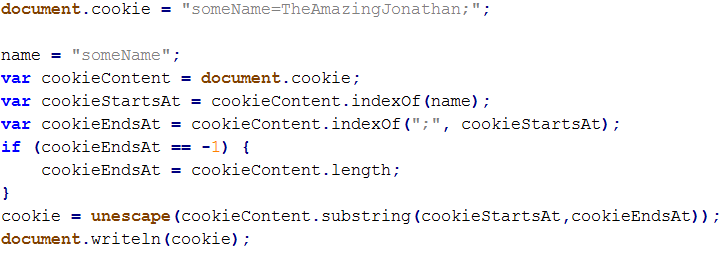 document.cookie = "someName=TheAmazingJonathan;";
name = "someName";
var cookieContent = document.cookie;
var cookieStartsAt = cookieContent.indexOf(name);
var cookieEndsAt = cookieContent.indexOf(";", cookieStartsAt);
if (cookieEndsAt == -1) {
    cookieEndsAt = cookieContent.length;
}
cookie = unescape(cookieContent.substring(cookieStartsAt,cookieEndsAt));
document.writeln(cookie);